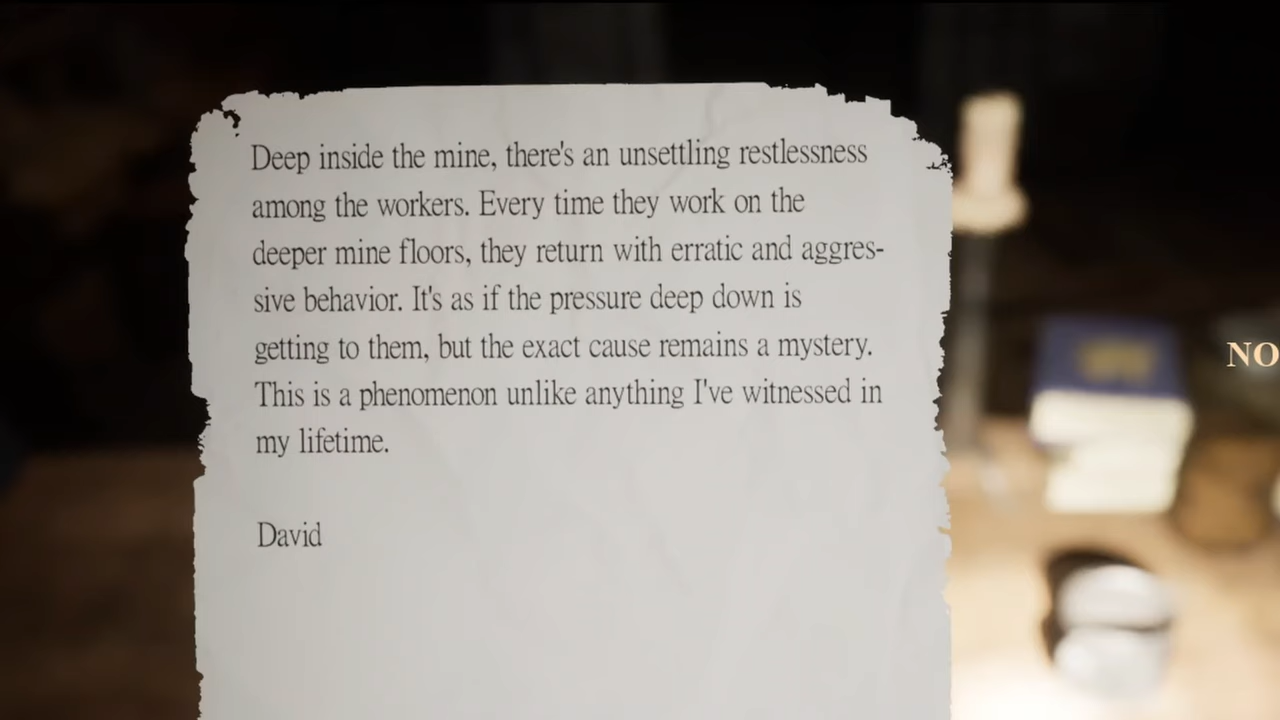 Deep inside the mine, there's an unsettling restlessness
among the workers. Every time they work on the
deeper mine floors, they return with erratic and aggres-
sive behavior. It's as if the pressure deep down is
getting to them, but the exact cause remains a mystery.
This is a phenomenon unlike anything I've witnessed in
my lifetime.
David
NO